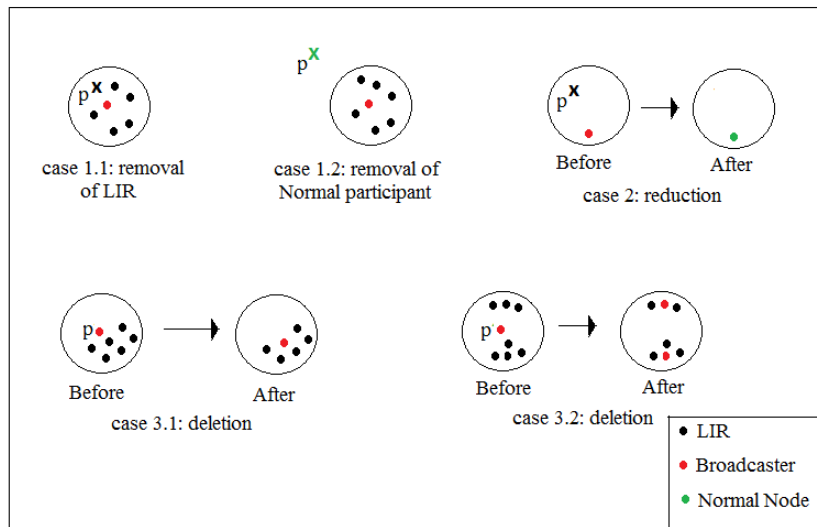 p X
p X
case 1.1: removal
of LIR
case 1.2: removal of
Normal participant
p X
Before
After
case 2: reduction
p
Before
After
case 3.1: deletion
p
Before
After
case 3.2: deletion
LIR
Broadcaster
Normal Node